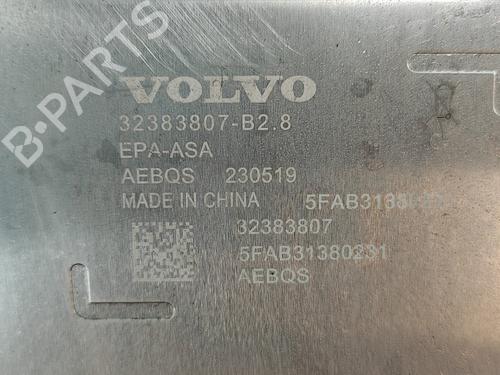 B-PARTS
VOLVO
32383807-B2.8
EPA-ASA
AEBQS 230519
MADE IN CHINA
32383807
5FAB31380231
AEBQS